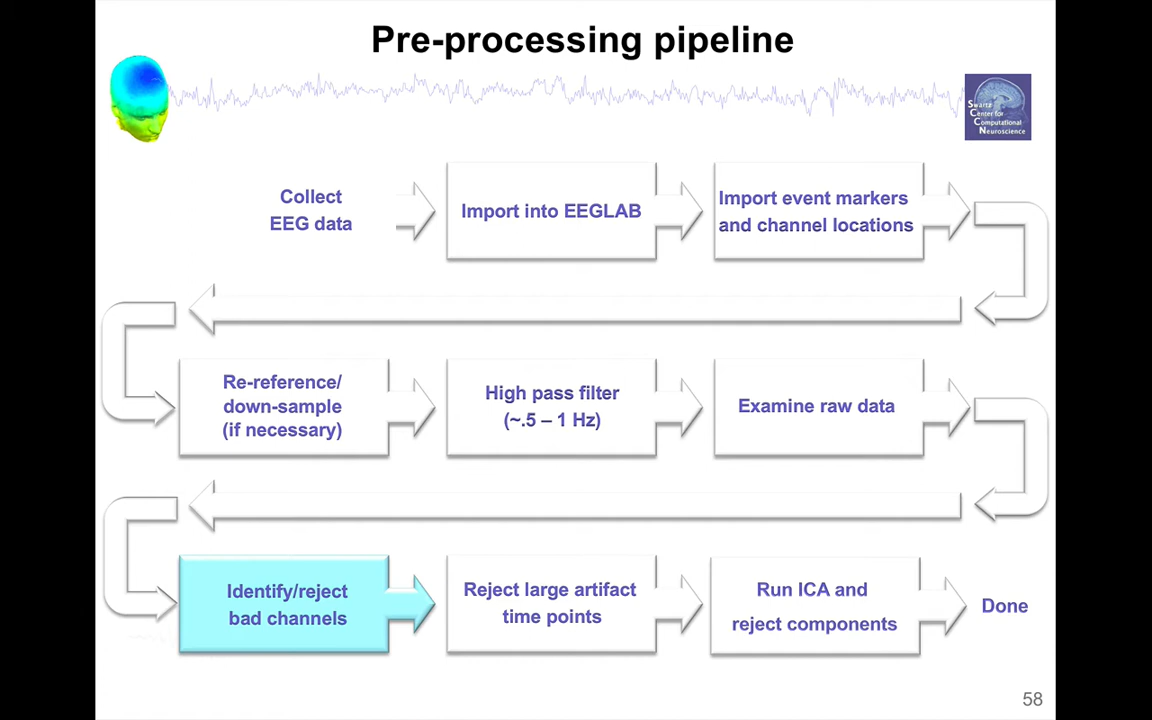 Pre-processing pipeline
Swartz
Center for
Computational
Neuroscience
Collect
EEG data
Import into EEGLAB
Import event markers
and channel locations
Re-reference/
down-sample
(if necessary)
High pass filter
(~.5 – 1 Hz)
Examine raw data
Identify/reject
bad channels
Reject large artifact
time points
Run ICA and
reject components
Done
58